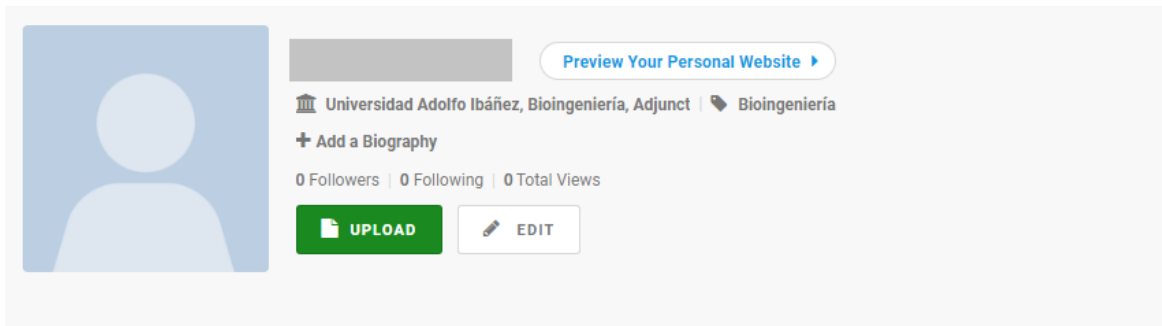 Preview Your Personal Website
Universidad Adolfo Ibáñez, Bioingeniería, Adjunct | Bioingeniería
Add a Biography
0 Followers | 0 Following | 0 Total Views
UPLOAD EDIT